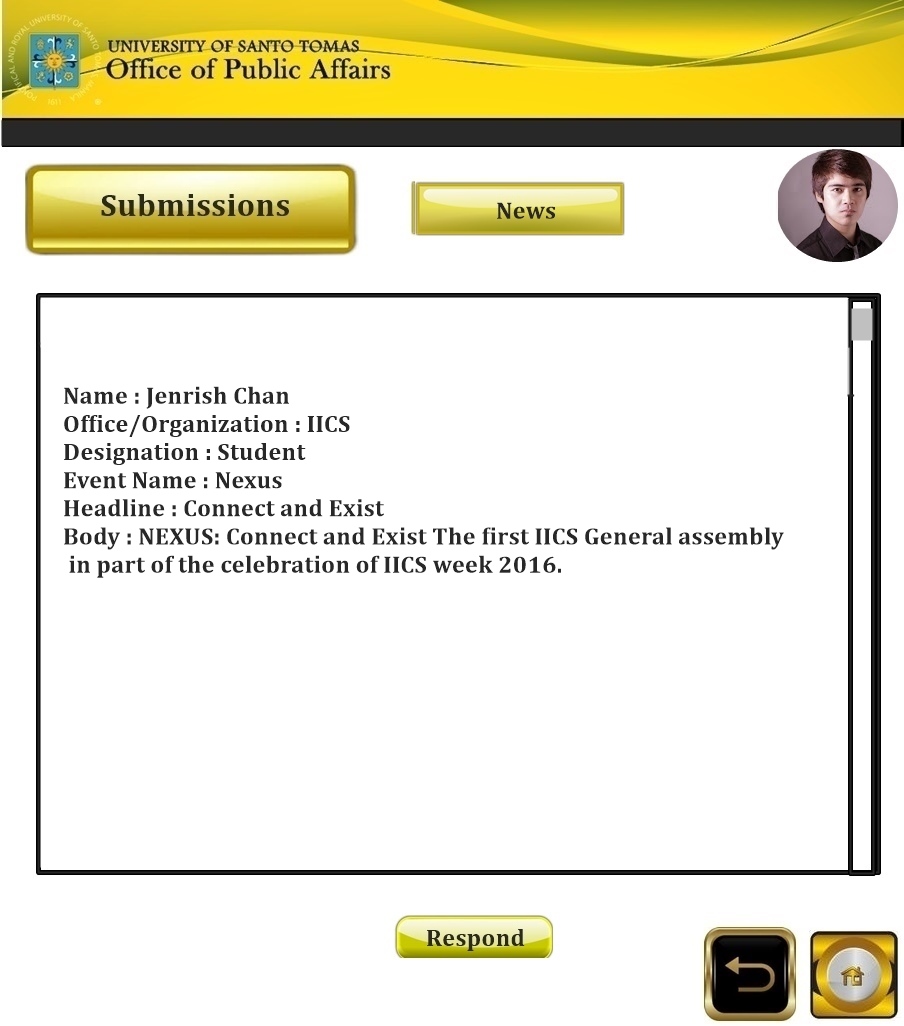 UNIVERSITY OF SANTO TOMAS
Office of Public Affairs
Submissions
News
Name : Jenrish Chan
Office/Organization : IICS
Designation : Student
Event Name : Nexus
Headline : Connect and Exist
Body : NEXUS: Connect and Exist The first IICS General assembly
in part of the celebration of IICS week 2016.
Respond